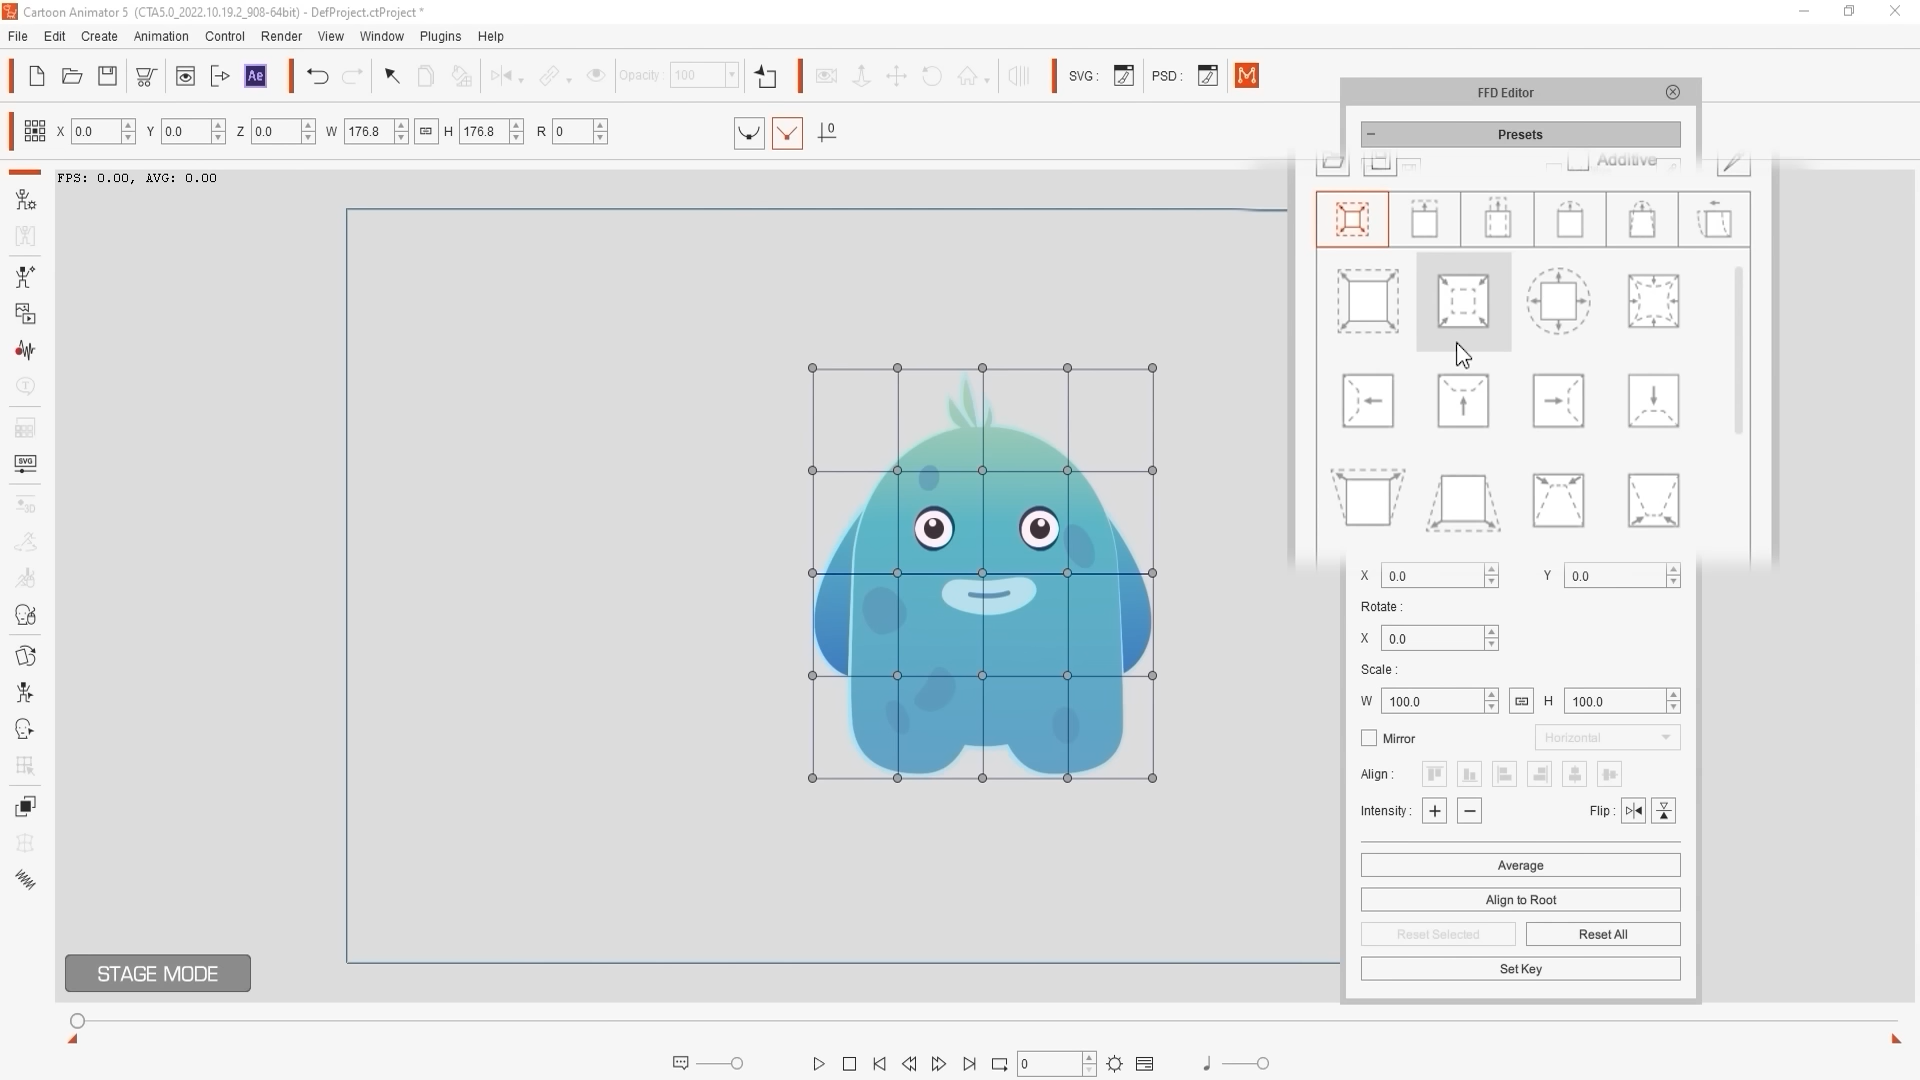 Cartoon Animator 5 (CTA5.0_2022.10.19.2_908-64bit) - DefProject.ctProject *
File Edit Create Animation Control Render View Window Plugins Help
Ae Opacity : 100 SVG : PSD :
X 0.0 Y 0.0 Z 0.0 W 176.8 H 176.8 R 0 0
FPS: 0.00, AVG: 0.00
FFD Editor
Presets
Additive
X 0.0 Y 0.0
Rotate :
X 0.0
Scale :
W 100.0 H 100.0
Mirror Horizontal
Align :
Intensity : Flip :
Average
Align to Root
Reset Selected Reset All
Set Key
SVG
3D
STAGE MODE
0